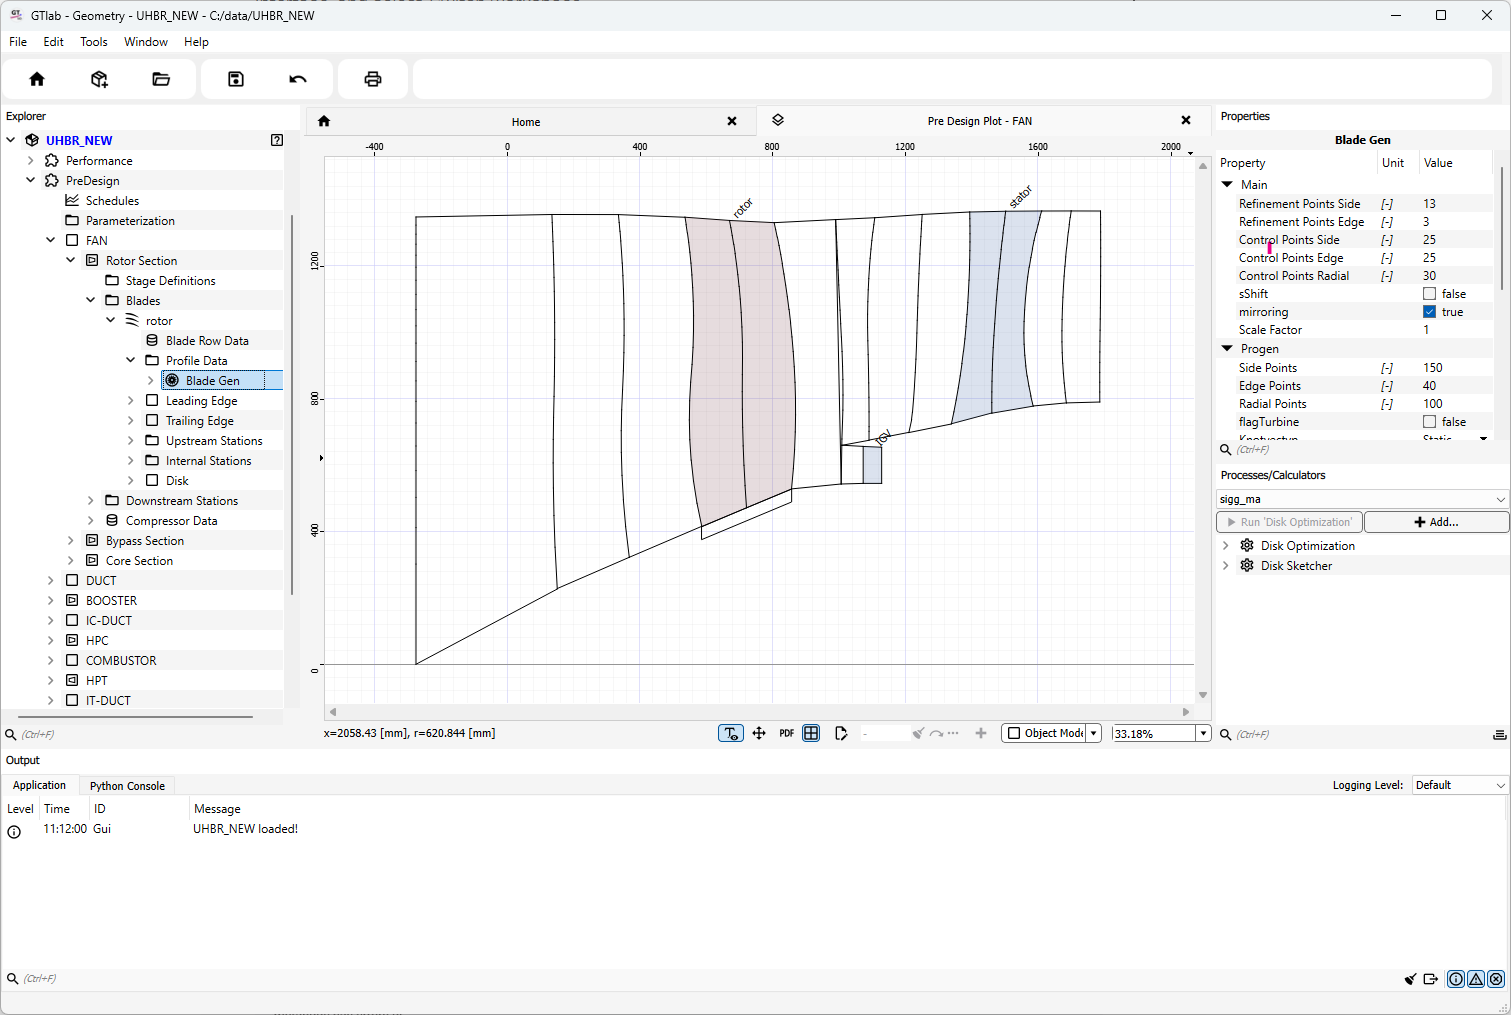 GTlab - Geometry - UHBR_NEW - C:/data/UHBR_NEW
File Edit Tools Window Help
Explorer
UHBR_NEW
Performance
PreDesign
Schedules
Parameterization
FAN
Rotor Section
Stage Definitions
Blades
rotor
Blade Row Data
Profile Data
Blade Gen
Leading Edge
Trailing Edge
Upstream Stations
Internal Stations
Disk
Downstream Stations
Compressor Data
Bypass Section
Core Section
DUCT
BOOSTER
IC-DUCT
HPC
COMBUSTOR
HPT
IT-DUCT
(Ctrl+F)
Home
Pre Design Plot - FAN
-400 0 400 800 1200 1600 2000
1200
800
400
0
rotor
stator
IGV
x=2058.43 [mm], r=620.844 [mm]
PDF
-
Object Mode
33.18%
Properties
Blade Gen
Property Unit Value
Main
Refinement Points Side [-] 13
Refinement Points Edge [-] 3
Control Points Side [-] 25
Control Points Edge [-] 25
Control Points Radial [-] 30
sShift false
mirroring true
Scale Factor 1
Progen
Side Points [-] 150
Edge Points [-] 40
Radial Points [-] 100
flagTurbine false
(Ctrl+F)
Processes/Calculators
sigg_ma
Run 'Disk Optimization'
Add...
Disk Optimization
Disk Sketcher
(Ctrl+F)
Output
Application Python Console
Logging Level: Default
Level Time ID Message
11:12:00 Gui UHBR_NEW loaded!
(Ctrl+F)